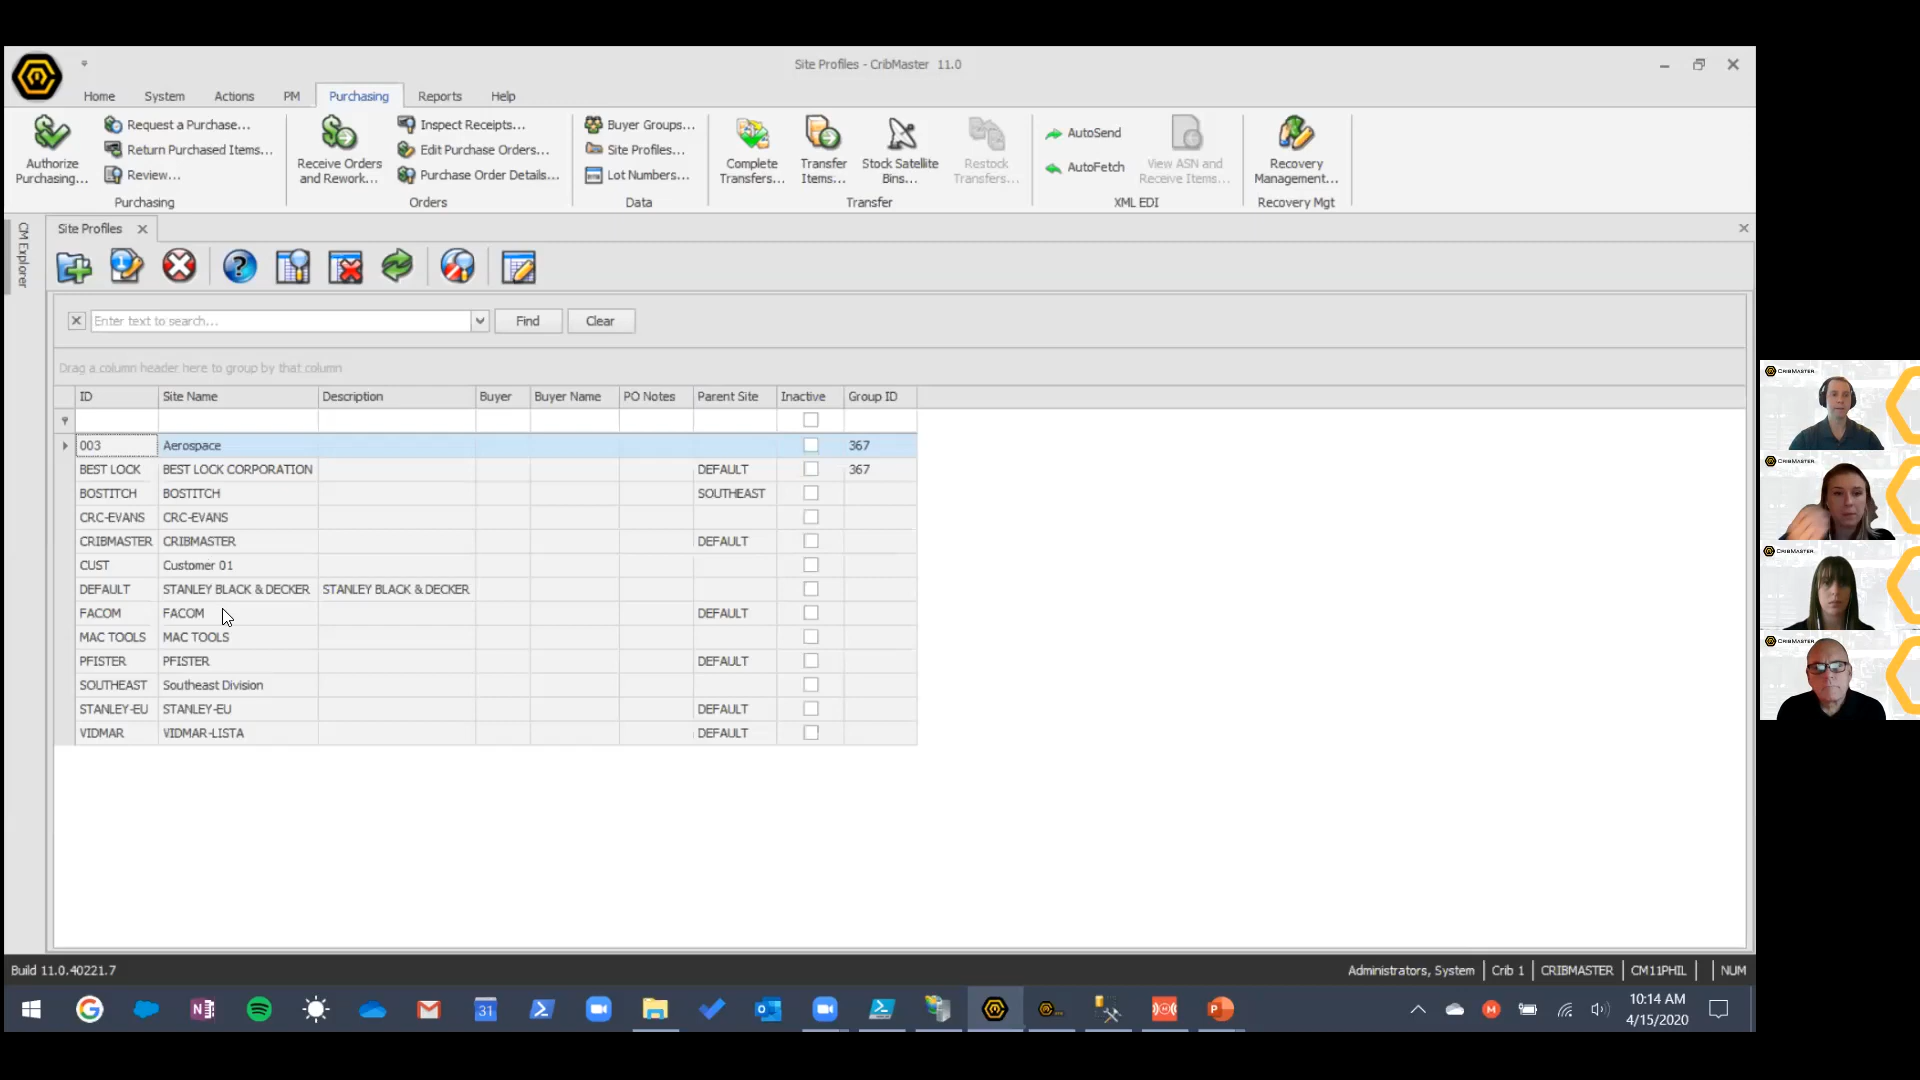 Site Profiles - CribMaster 11.0
Home System Actions PM Purchasing Reports Help
Authorize Purchasing...
Request a Purchase...
Return Purchased Items...
Review...
Purchasing
Receive Orders and Rework...
Inspect Receipts...
Edit Purchase Orders...
Purchase Order Details...
Orders
Buyer Groups...
Site Profiles...
Lot Numbers...
Data
Complete Transfers...
Transfer Items...
Stock Satellite Bins...
Restock Transfers...
Transfer
AutoSend
AutoFetch
View ASN and Receive Items...
XML EDI
Recovery Management...
Recovery Mgt
CM Explorer
Site Profiles
Enter text to search... Find Clear
Drag a column header here to group by that column
ID Site Name Description Buyer Buyer Name PO Notes Parent Site Inactive Group ID
003 Aerospace 367
BEST LOCK BEST LOCK CORPORATION DEFAULT 367
BOSTITCH BOSTITCH SOUTHEAST
CRC-EVANS CRC-EVANS
CRIBMASTER CRIBMASTER DEFAULT
CUST Customer 01
DEFAULT STANLEY BLACK & DECKER STANLEY BLACK & DECKER
FACOM FACOM DEFAULT
MAC TOOLS MAC TOOLS
PFISTER PFISTER DEFAULT
SOUTHEAST Southeast Division
STANLEY-EU STANLEY-EU DEFAULT
VIDMAR VIDMAR-LISTA DEFAULT
CRIBMASTER
CRIBMASTER
CRIBMASTER
CRIBMASTER
Build 11.0.40221.7 Administrators, System Crib 1 CRIBMASTER CM11PHIL NUM
31
10:14 AM
4/15/2020